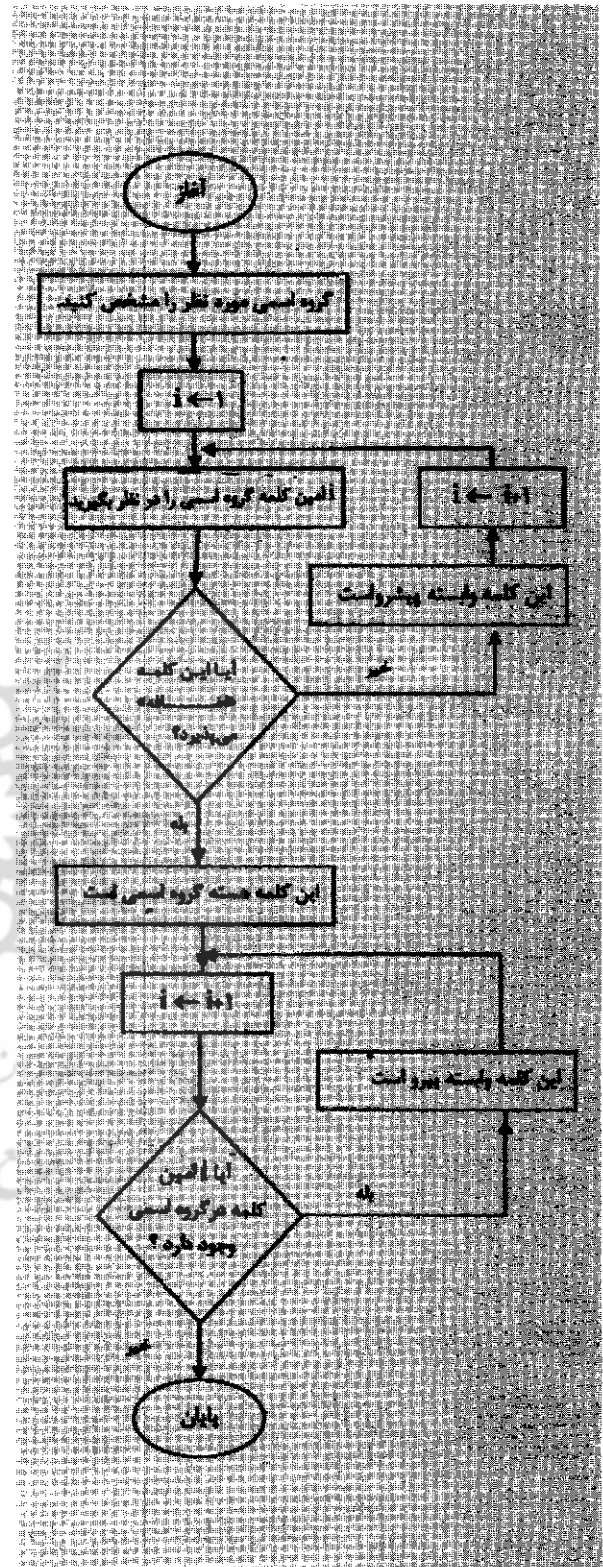 آغاز
گروه اسمی مورد نظر را مشخص کنید.
i ← ۱
i امین کلمه گروه اسمی را در نظر بگیرید
i ← i+۱
این کلمه وابسته پیشرو است
آیا این کلمه
می‌پذیرد؟
خیر
بله
این کلمه هسته گروه اسمی است
i ← i+۱
این کلمه وابسته پیرو است
آیا i امین
کلمه در گروه اسمی
وجود دارد؟
بله
خیر
پایان